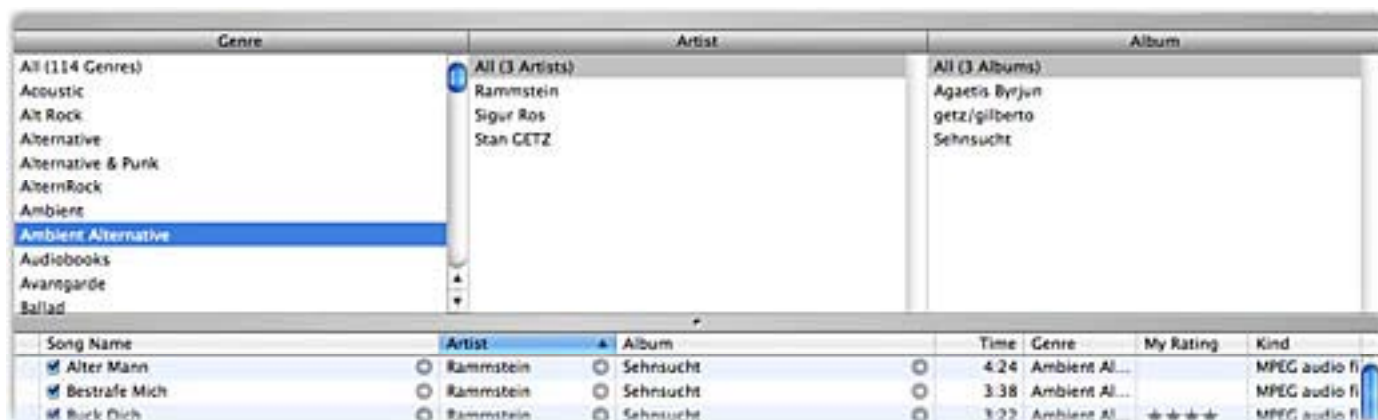 Genre Artist Album
All (114 Genres)
Acoustic
Alt Rock
Alternative
Alternative & Punk
AlternRock
Ambient
Ambient Alternative
Audiobooks
Avantgarde
Ballad
All (3 Artists)
Rammstein
Sigur Ros
Stan GETZ
All (3 Albums)
Agaetis Byrjun
getz/gilberto
Sehnsucht
Song Name Artist Album Time Genre My Rating Kind
Alter Mann Rammstein Sehnsucht 4:24 Ambient Al... MPEG audio fi
Bestrafe Mich Rammstein Sehnsucht 3:38 Ambient Al... MPEG audio fi
Buck Dich Rammstein Sehnsucht 3:22 Ambient Al... ★★★★ MPEG audio fi